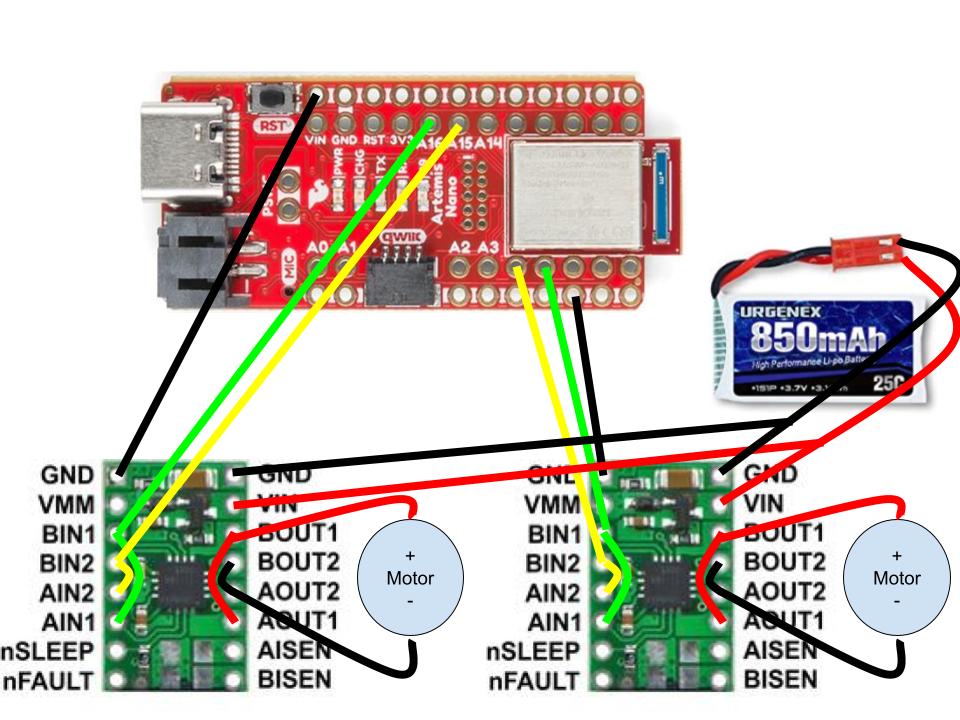 RST
VIN GND RST 3V3 A16 A15 A14
PWR
CHG
TX
Artemis
Nano
qwiic
A0 A1 A2 A3
MIC
URGENEX
850mAh
High Performance Li-po Batte
•1S1P •3.7V
25C
GND
VMM
BIN1
BIN2
AIN2
AIN1
nSLEEP
nFAULT
GND
VIN
BOUT1
BOUT2
AOUT2
AOUT1
AISEN
BISEN
+
Motor
-
GND
VMM
BIN1
BIN2
AIN2
AIN1
nSLEEP
nFAULT
GND
VIN
BOUT1
BOUT2
AOUT2
AOUT1
AISEN
BISEN
+
Motor
-